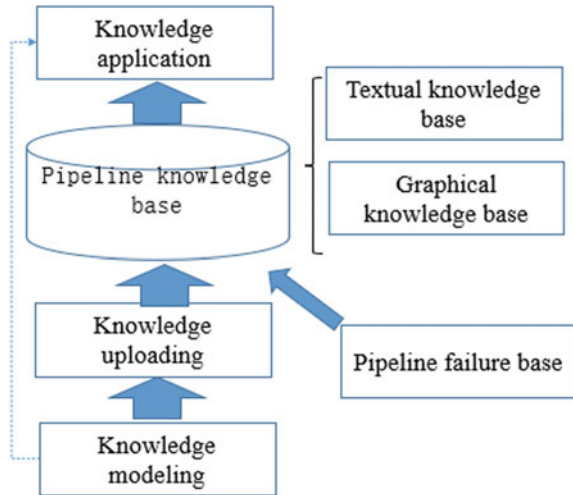 Knowledge
application
Textual knowledge
base
Pipeline knowledge
base
Graphical
knowledge base
Knowledge
uploading
Pipeline failure base
Knowledge
modeling